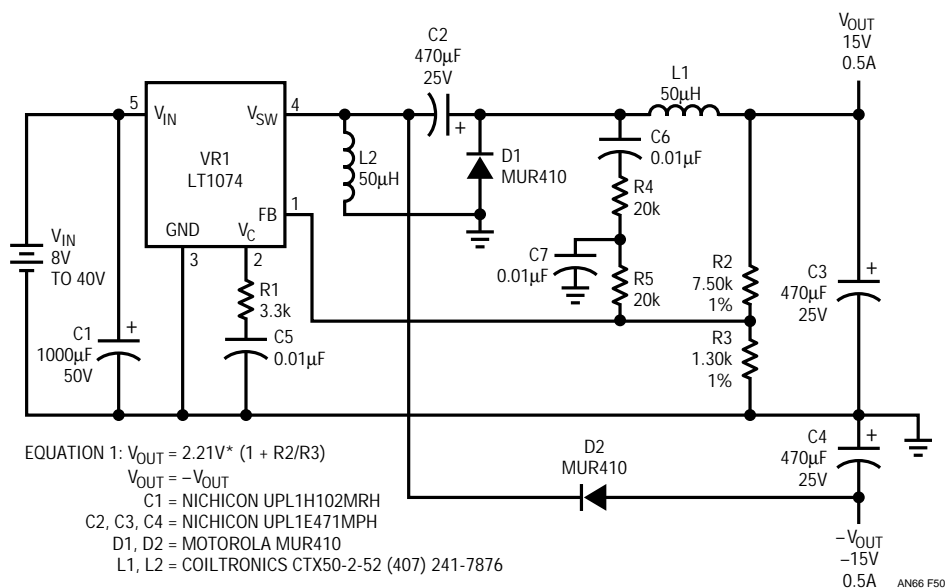 C2
470µF
25V
VOUT
15V
0.5A
L1
50µH
5
VIN
VSW
4
+
C6
0.01µF
VR1
LT1074
L2
50µH
D1
MUR410
R4
20k
FB
1
GND
VC
VIN
8V
TO 40V
3
2
C7
0.01µF
R5
20k
R2
7.50k
1%
+
C3
470µF
25V
R1
3.3k
C1
1000µF
50V
+
C5
0.01µF
R3
1.30k
1%
EQUATION 1: VOUT = 2.21V* (1 + R2/R3)
VOUT = –VOUT
C1 = NICHICON UPL1H102MRH
C2, C3, C4 = NICHICON UPL1E471MPH
D1, D2 = MOTOROLA MUR410
L1, L2 = COILTRONICS CTX50-2-52 (407) 241-7876
D2
MUR410
C4
470µF
25V
+
–VOUT
–15V
0.5A
AN66 F50